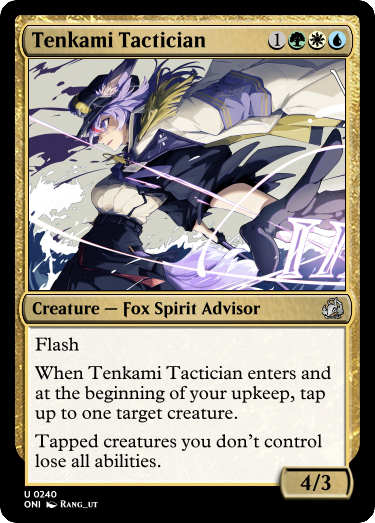 Tenkami Tactician 1
Creature — Fox Spirit Advisor
Flash
When Tenkami Tactician enters and
at the beginning of your upkeep, tap
up to one target creature.
Tapped creatures you don’t control
lose all abilities.
4/3
U 0240
ONI RANG_UT